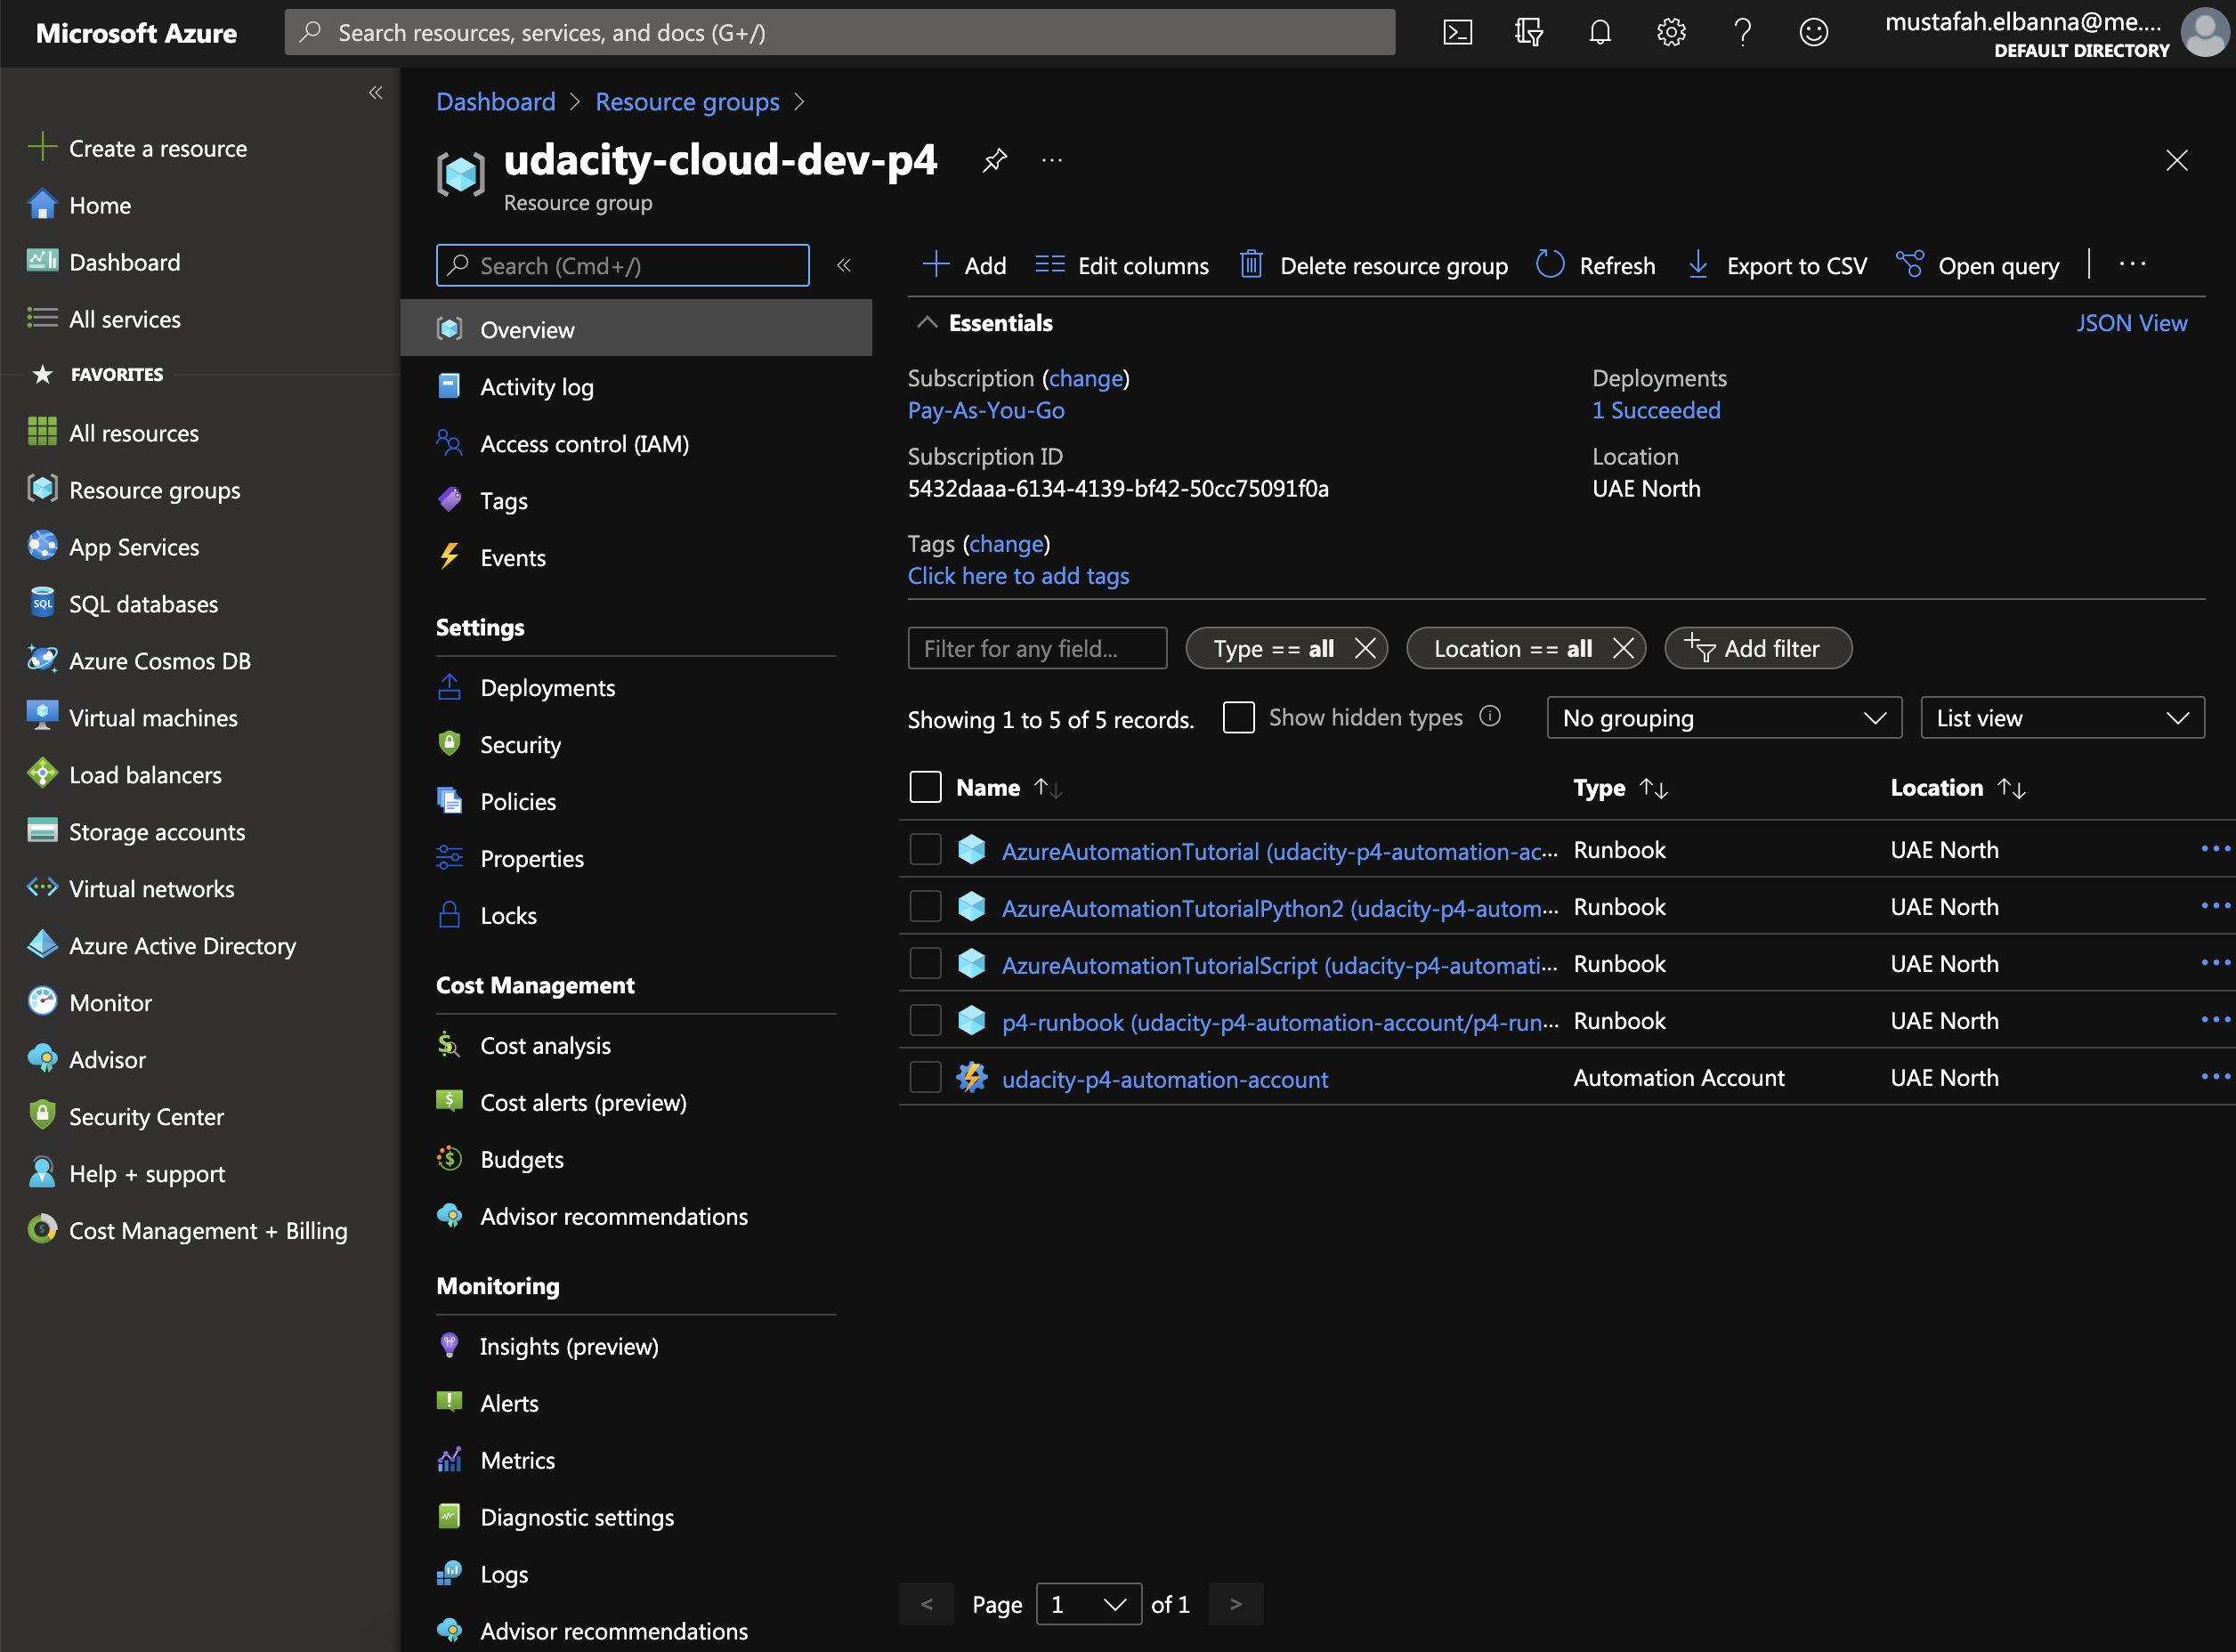 Microsoft Azure
Search resources, services, and docs (G+/)
mustafah.elbanna@me....
DEFAULT DIRECTORY
Create a resource
Home
Dashboard
All services
FAVORITES
All resources
Resource groups
App Services
SQL databases
Azure Cosmos DB
Virtual machines
Load balancers
Storage accounts
Virtual networks
Azure Active Directory
Monitor
Advisor
Security Center
Help + support
Cost Management + Billing
Dashboard > Resource groups >
udacity-cloud-dev-p4
Resource group
Search (Cmd+/)
Overview
Activity log
Access control (IAM)
Tags
Events
Settings
Deployments
Security
Policies
Properties
Locks
Cost Management
Cost analysis
Cost alerts (preview)
Budgets
Advisor recommendations
Monitoring
Insights (preview)
Alerts
Metrics
Diagnostic settings
Logs
Advisor recommendations
Add Edit columns Delete resource group Refresh Export to CSV Open query
Essentials JSON View
Subscription (change)
Pay-As-You-Go
Subscription ID
5432daaa-6134-4139-bf42-50cc75091f0a
Deployments
1 Succeeded
Location
UAE North
Tags (change)
Click here to add tags
Filter for any field... Type == all Location == all Add filter
Showing 1 to 5 of 5 records. Show hidden types No grouping List view
Name Type Location
AzureAutomationTutorial (udacity-p4-automation-ac... Runbook UAE North
AzureAutomationTutorialPython2 (udacity-p4-autom... Runbook UAE North
AzureAutomationTutorialScript (udacity-p4-automati... Runbook UAE North
p4-runbook (udacity-p4-automation-account/p4-run... Runbook UAE North
udacity-p4-automation-account Automation Account UAE North
< Page 1 of 1 >